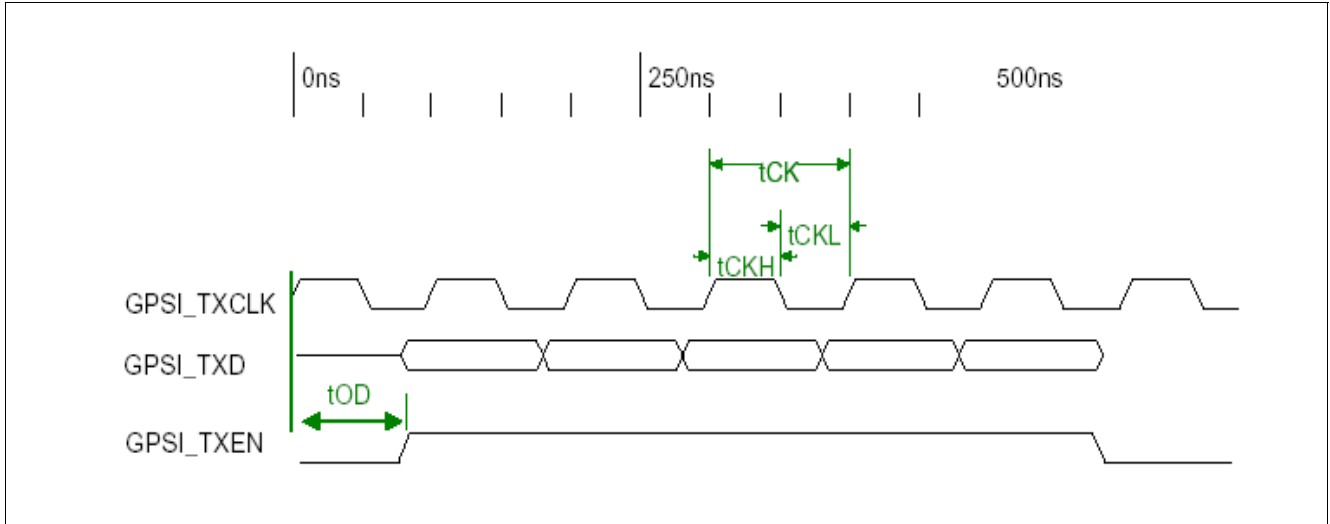 0ns 250ns 500ns
tCK
tCKL
tCKH
GPSI_TXCLK
GPSI_TXD
tOD
GPSI_TXEN